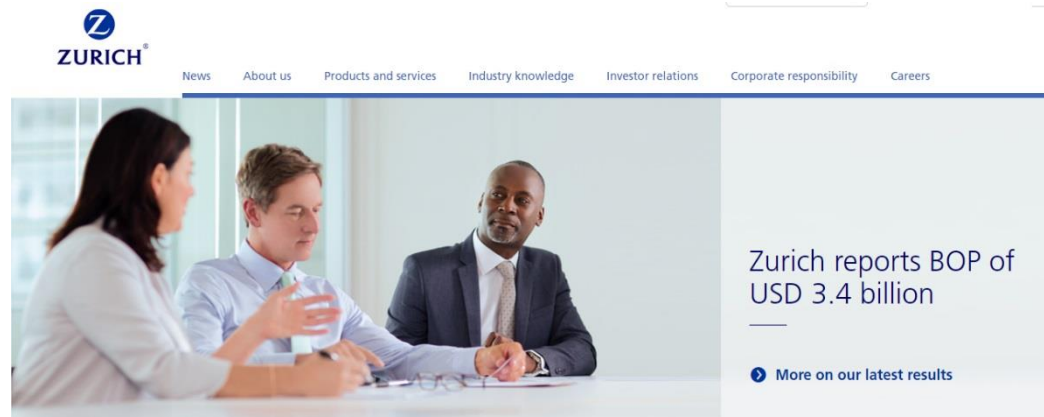 Z
ZURICH®
News About us Products and services Industry knowledge Investor relations Corporate responsibility Careers
Zurich reports BOP of
USD 3.4 billion
More on our latest results